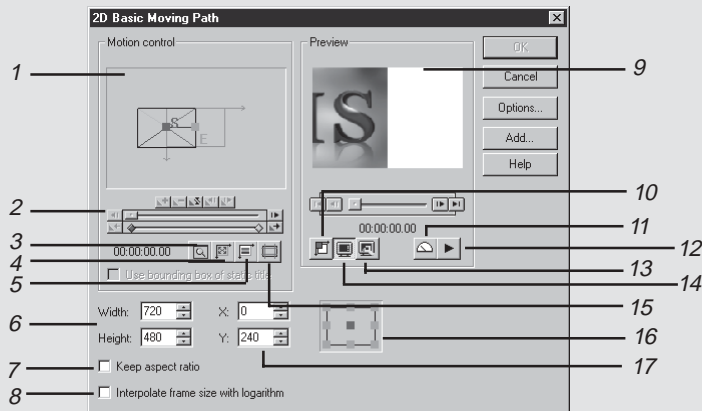 2D Basic Moving Path
Motion control
Preview
OK
Cancel
Options...
Add...
Help
1
S
E
IS
9
2
10
00:00:00.00
11
12
3
00:00:00.00
4
13
5
Use bounding box of static title
14
15
Width: 720
X: 0
6
Height: 480
Y: 240
16
17
7
Keep aspect ratio
8
Interpolate frame size with logarithm